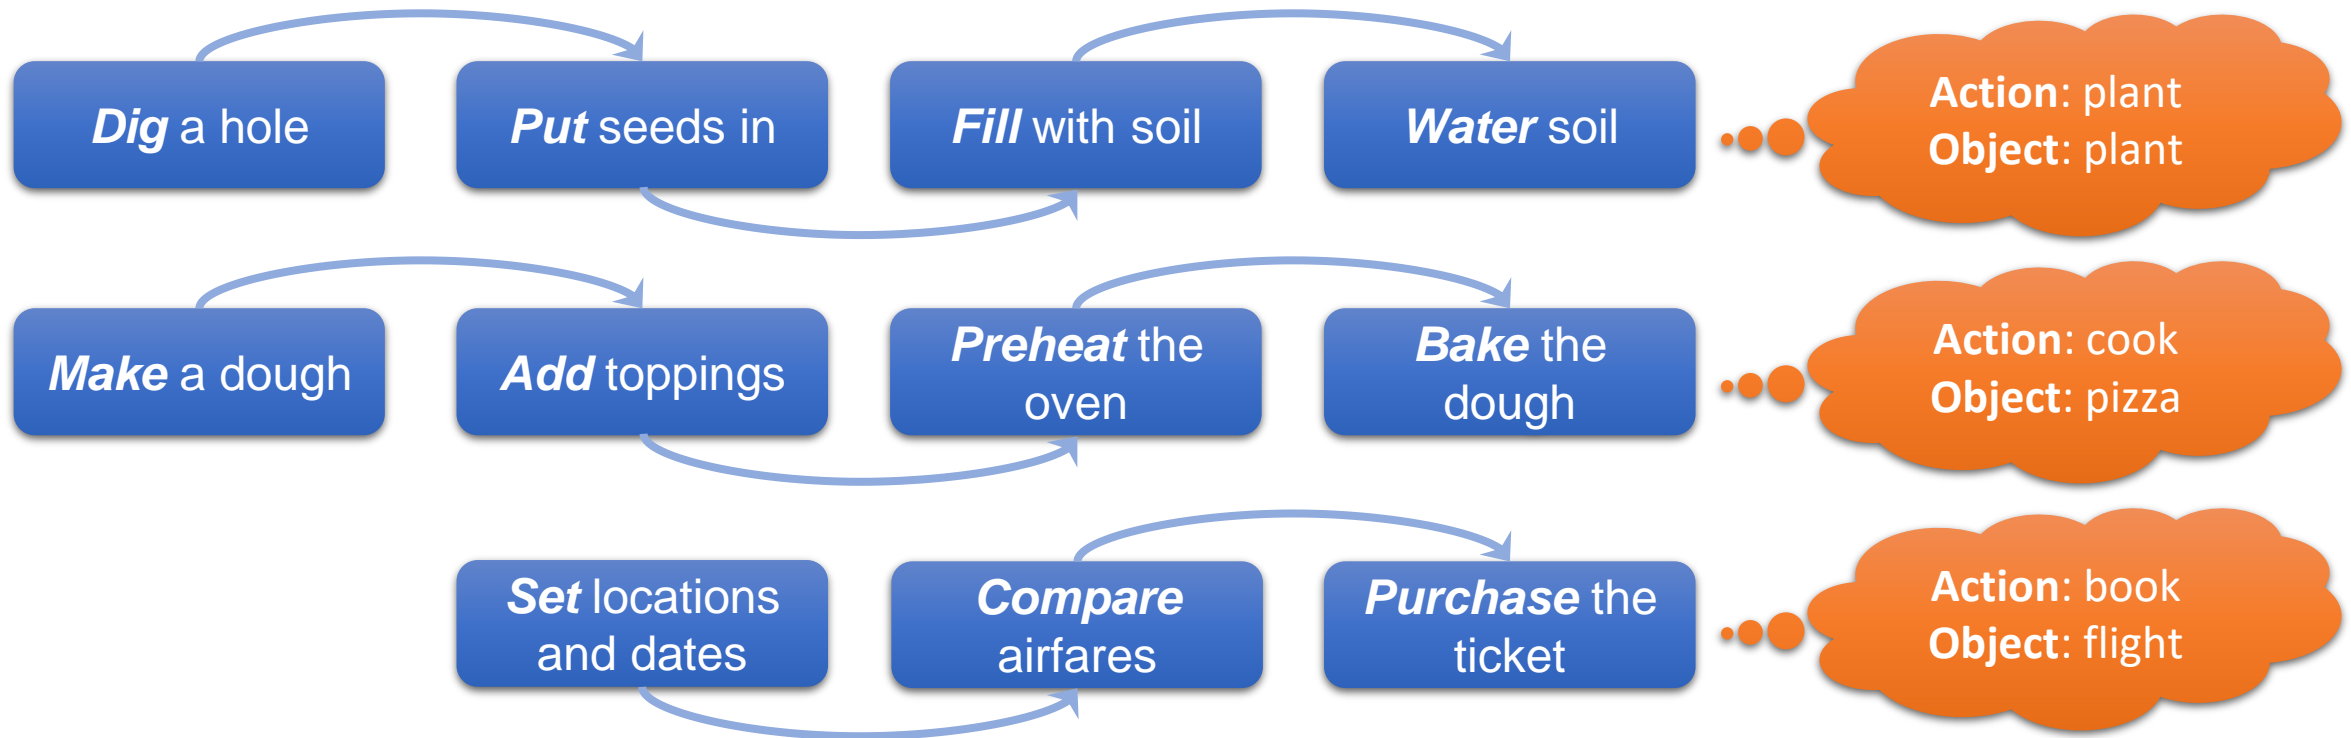 Dig a hole
Put seeds in
Fill with soil
Water soil
Action: plant
Object: plant
Make a dough
Add toppings
Preheat the
oven
Bake the
dough
Action: cook
Object: pizza
Set locations
and dates
Compare
airfares
Purchase the
ticket
Action: book
Object: flight